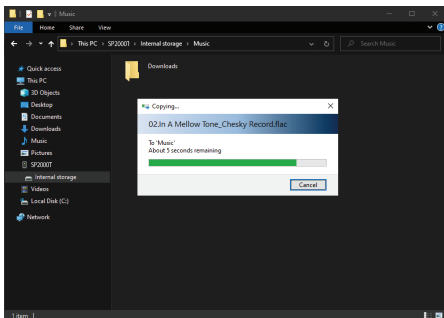 Music
File Home Share View
This PC › SP2000T › Internal storage › Music
Search Music
Quick access
This PC
3D Objects
Desktop
Documents
Downloads
Music
Pictures
SP2000T
Internal storage
Videos
Local Disk (C:)
Network
Downloads
Copying...
02.In A Mellow Tone_Chesky Record.flac
To 'Music'
About 5 seconds remaining
Cancel
1 item